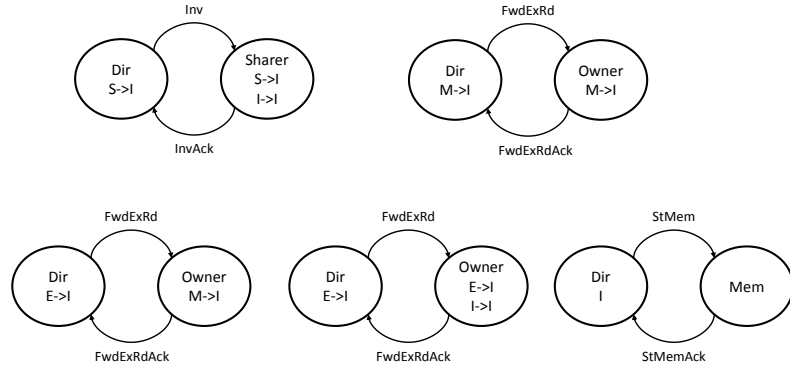 Inv
Dir
S->I
Sharer
S->I
I->I
InvAck
FwdExRd
Dir
M->I
Owner
M->I
FwdExRdAck
FwdExRd
Dir
E->I
Owner
M->I
FwdExRdAck
FwdExRd
Dir
E->I
Owner
E->I
I->I
FwdExRdAck
StMem
Dir
I
Mem
StMemAck